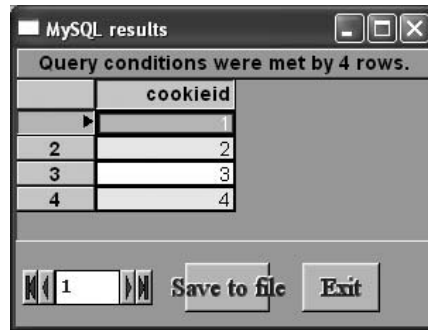 MySQL results
Query conditions were met by 4 rows.
cookieid
1
2 2
3 3
4 4
1 Save to file Exit